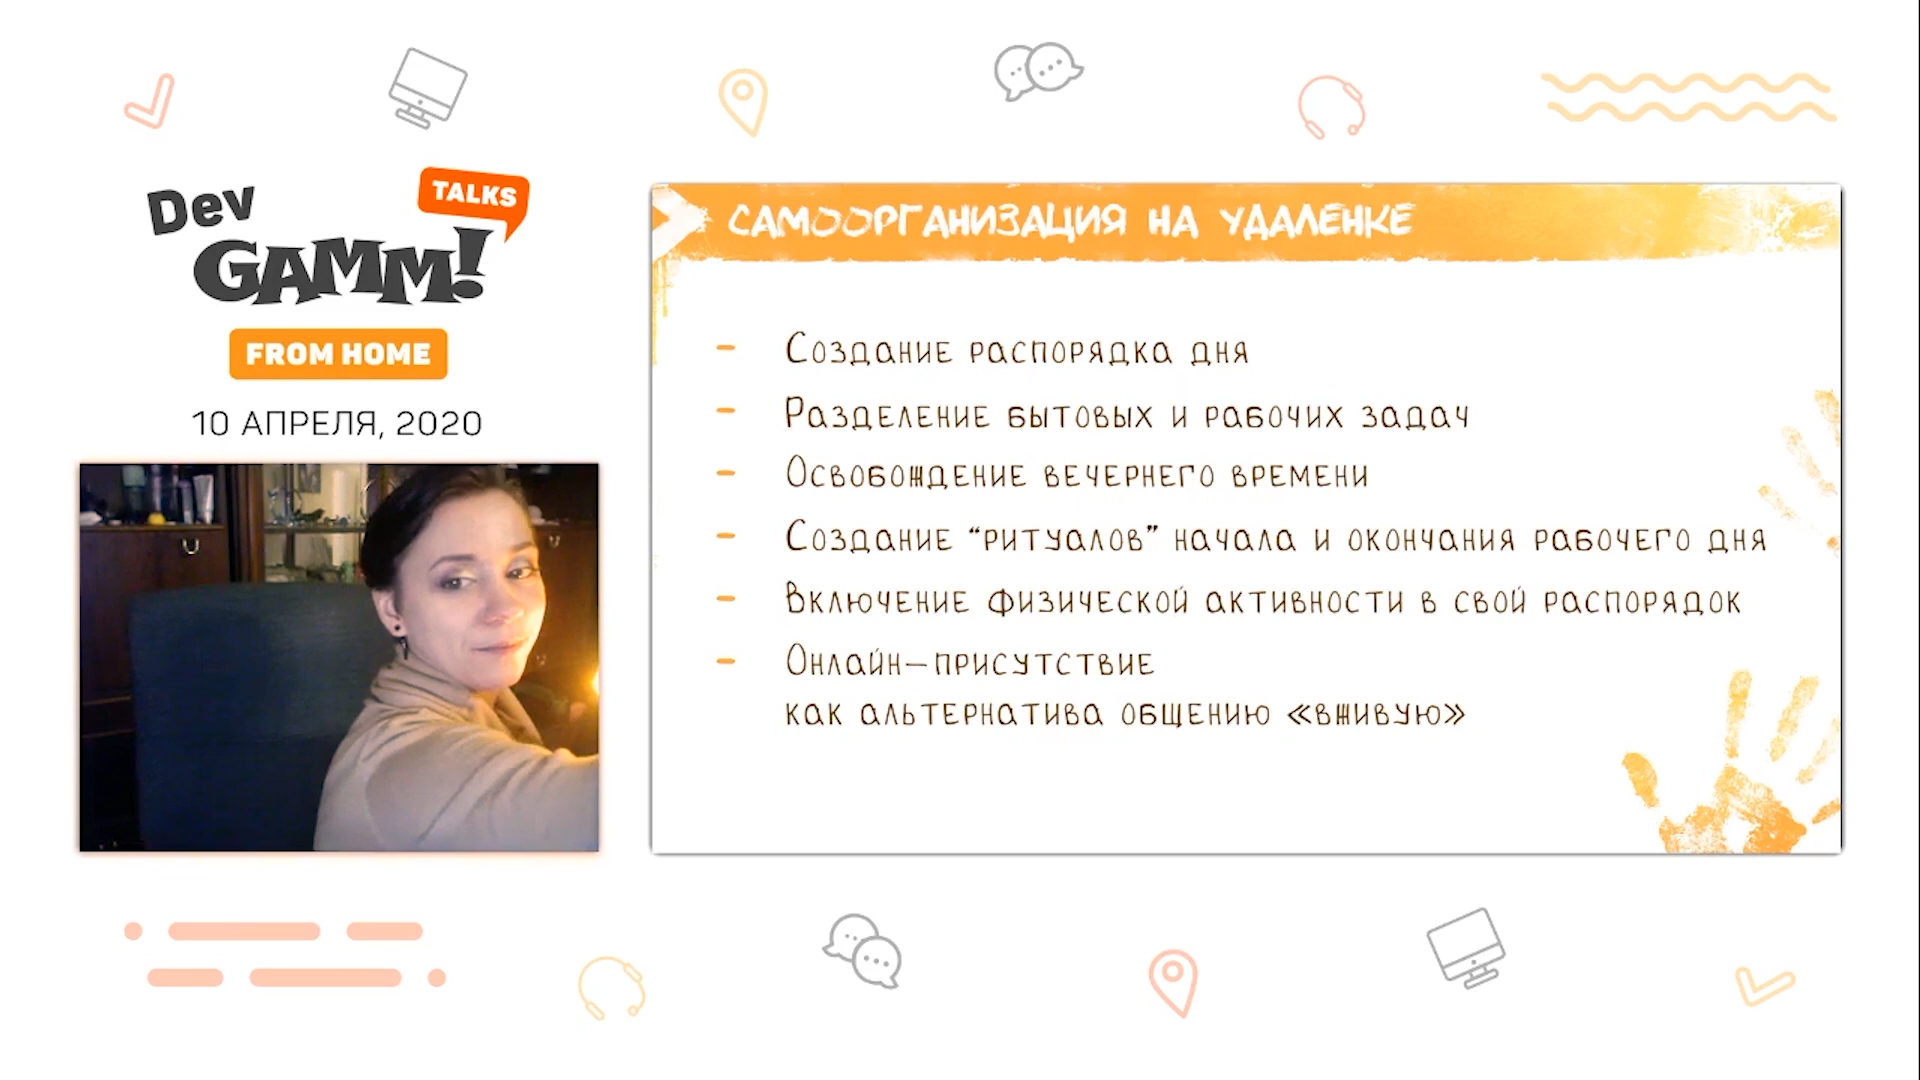 Dev
TALKS
GAMM!
FROM HOME
10 АПРЕЛЯ, 2020
САМООРГАНИЗАЦИЯ НА УДАЛЕНКЕ
- Создание распорядка дня
- Разделение бытовых и рабочих задач
- Освобождение вечернего времени
- Создание “ритуалов” начала и окончания рабочего дня
- Включение физической активности в свой распорядок
- Онлайн-присутствие
как альтернатива общению «вживую»